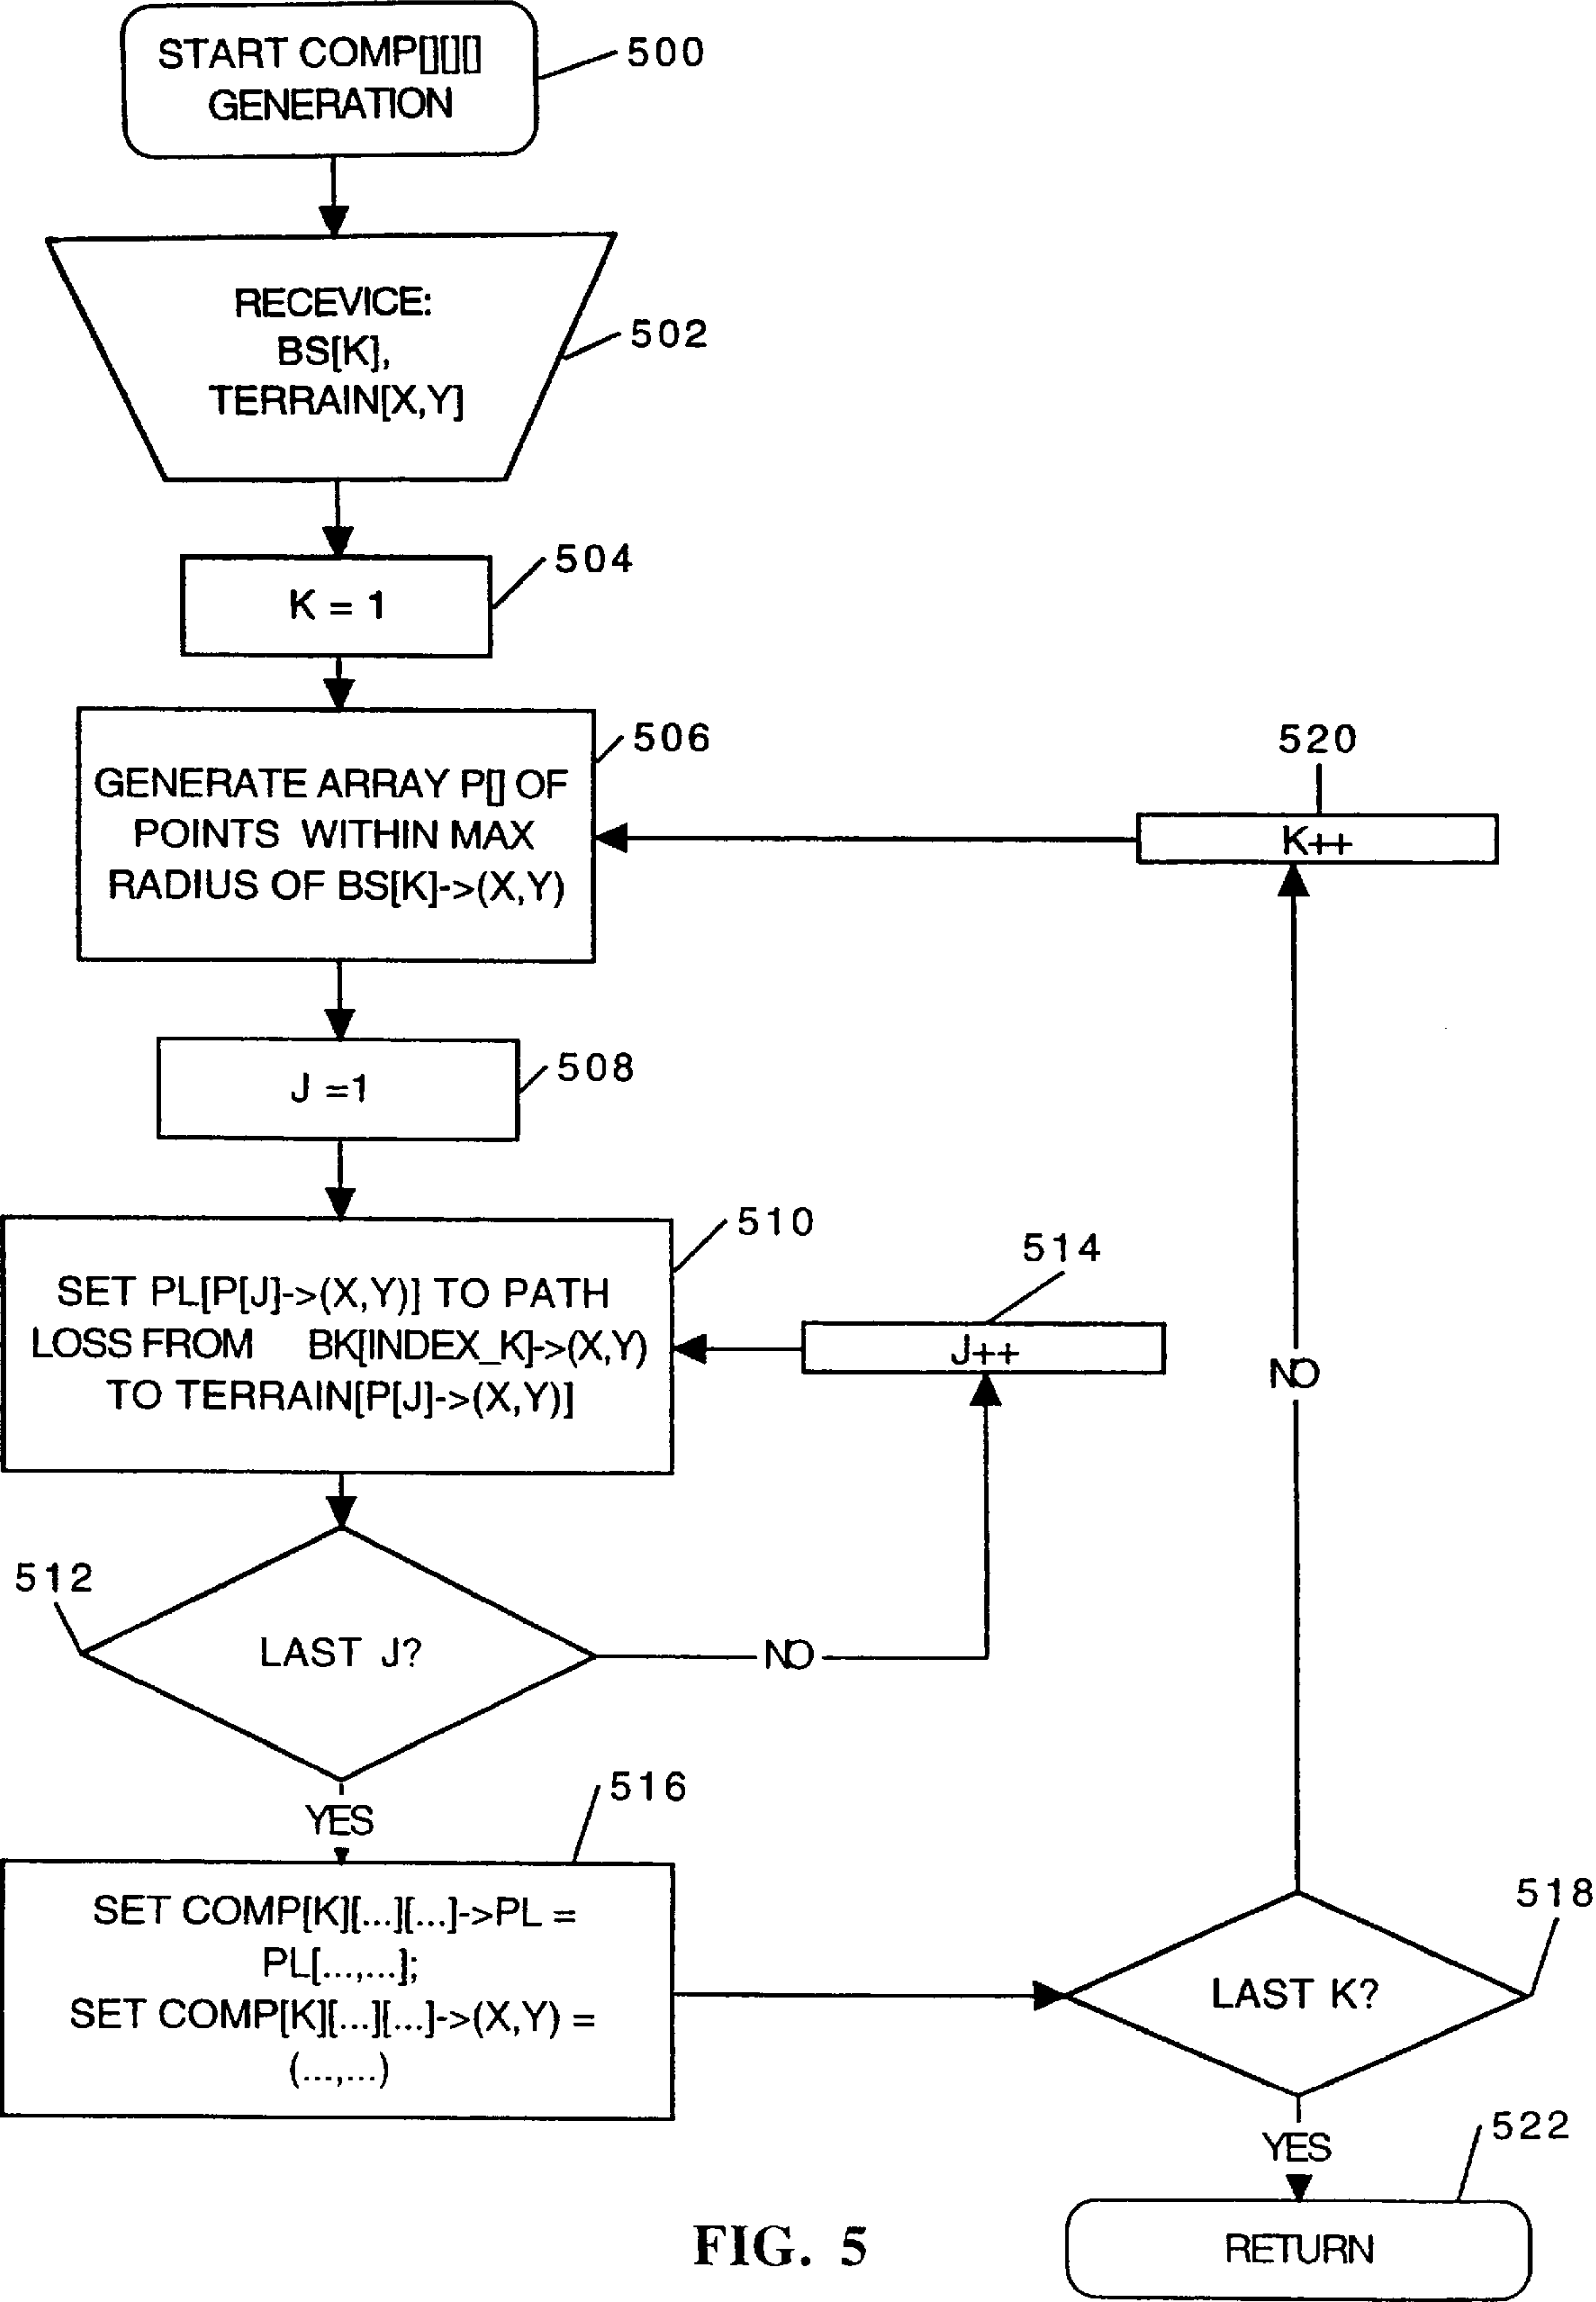 START COMP[][][]
GENERATION
500
RECEVICE:
BS[K],
TERRAIN[X,Y]
502
K = 1
504
GENERATE ARRAY P[] OF
POINTS WITHIN MAX
RADIUS OF BS[K]->(X,Y)
506
520
K++
J =1
508
SET PL[P[J]->(X,Y)] TO PATH
LOSS FROM BK[INDEX_K]->(X,Y)
TO TERRAIN[P[J]->(X,Y)]
510
514
J++
NO
512
LAST J?
NO
YES
516
SET COMP[K][...][...]->PL =
PL[...,...];
SET COMP[K][...][...]->(X,Y) =
(...,...)
518
LAST K?
YES
522
RETURN
FIG. 5